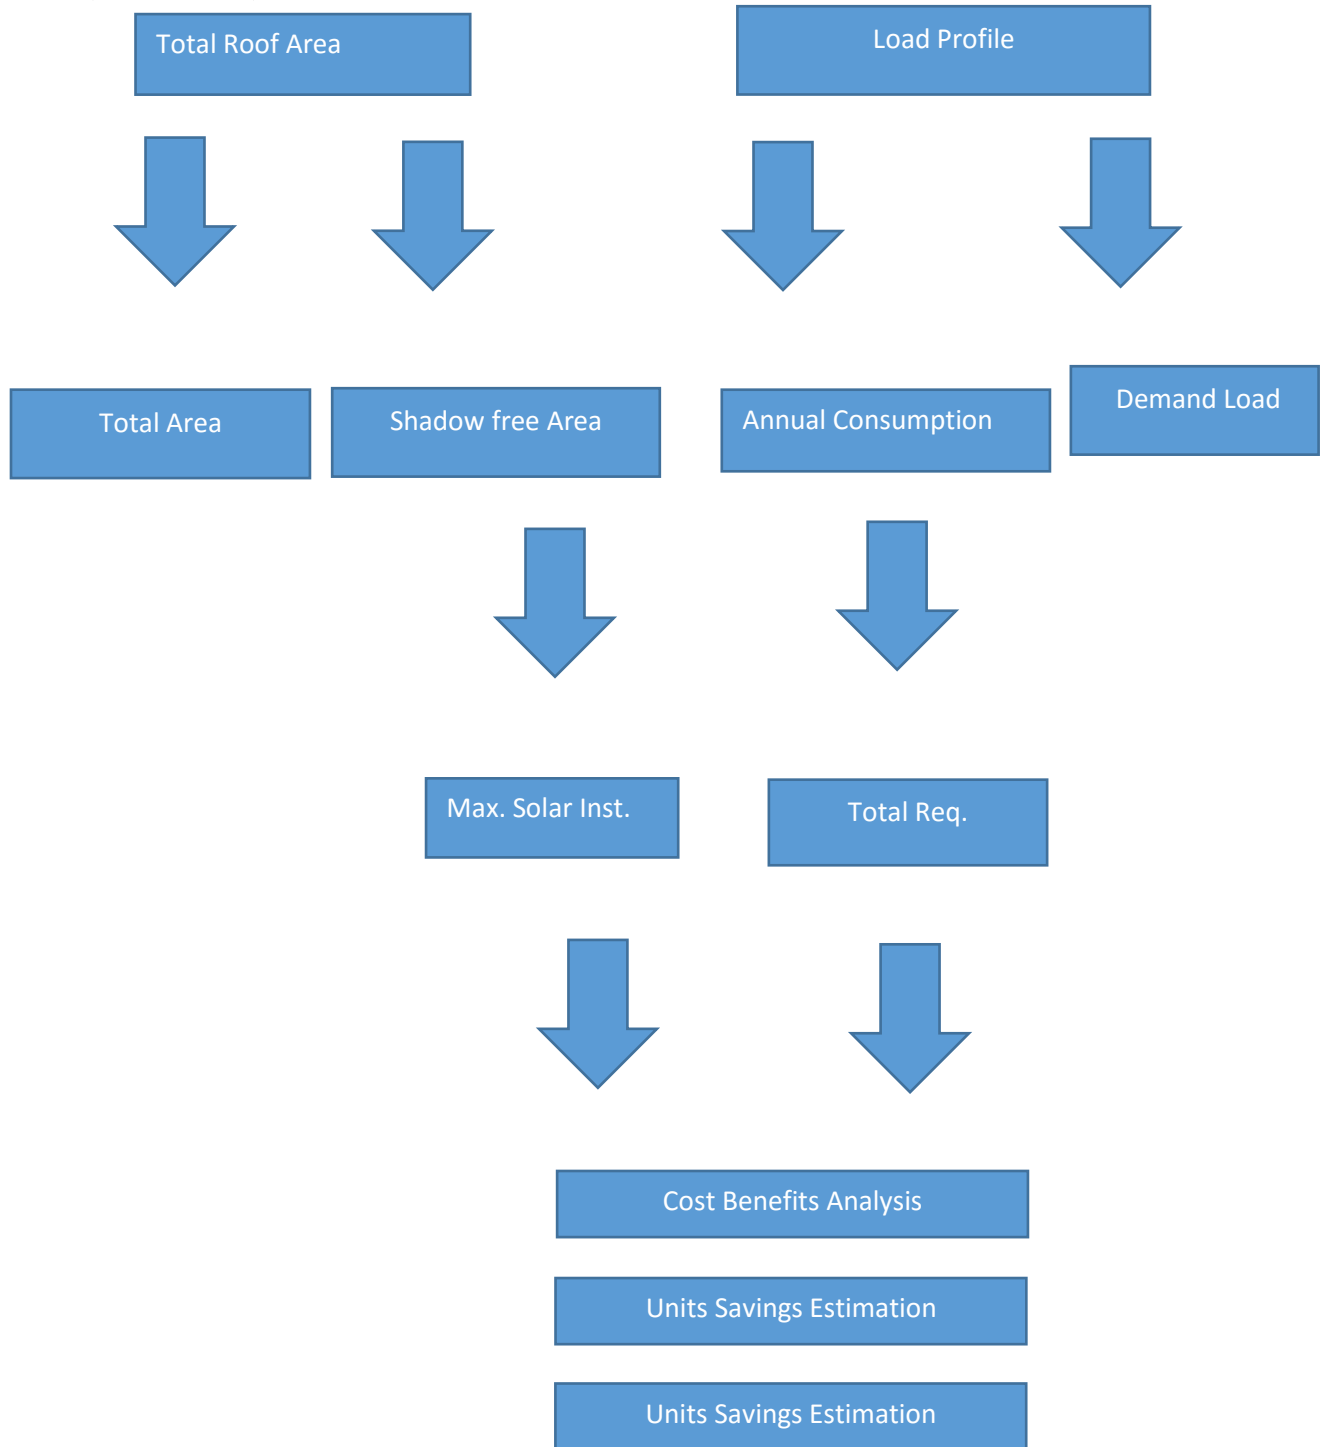 Total Roof Area
Load Profile
Total Area
Shadow free Area
Annual Consumption
Demand Load
Max. Solar Inst.
Total Req.
Cost Benefits Analysis
Units Savings Estimation
Units Savings Estimation